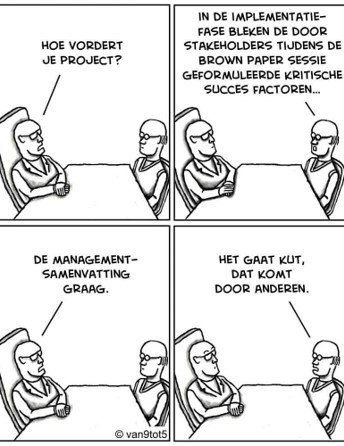 HOE VORDERT
JE PROJECT?
IN DE IMPLEMENTATIE-
FASE BLEKEN DE DOOR
STAKEHOLDERS TIJDENS DE
BROWN PAPER SESSIE
GEFORMULEERDE KRITISCHE
SUCCES FACTOREN...
DE MANAGEMENT-
SAMENVATTING
GRAAG.
HET GAAT KUT,
DAT KOMT
DOOR ANDEREN.
© van9tot5